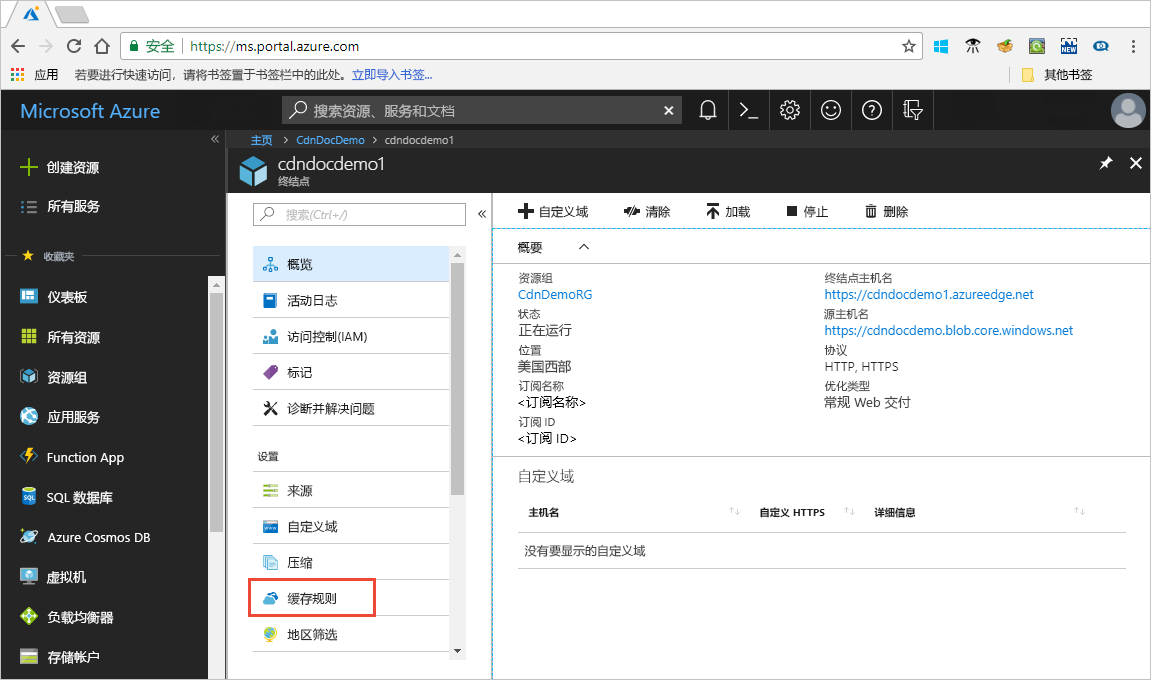 安全 https://ms.portal.azure.com
应用 若要进行快速访问，请将书签置于书签栏中的此处。立即导入书签...
NEW
其他书签
Microsoft Azure
搜索资源、服务和文档
主页 > CdnDocDemo > cdndocdemo1
cdndocdemo1
终结点
创建资源
所有服务
收藏夹
仪表板
所有资源
资源组
应用服务
Function App
SQL 数据库
Azure Cosmos DB
虚拟机
负载均衡器
存储帐户
搜索(Ctrl+/)
概览
活动日志
访问控制(IAM)
标记
诊断并解决问题
设置
来源
自定义域
压缩
缓存规则
地区筛选
自定义域 清除 加载 停止 删除
概要
资源组
CdnDemoRG
状态
正在运行
位置
美国西部
订阅名称
<订阅名称>
订阅 ID
<订阅 ID>
终结点主机名
https://cdndocdemo1.azureedge.net
源主机名
https://cdndocdemo.blob.core.windows.net
协议
HTTP, HTTPS
优化类型
常规 Web 交付
自定义域
主机名 自定义 HTTPS 详细信息
没有要显示的自定义域